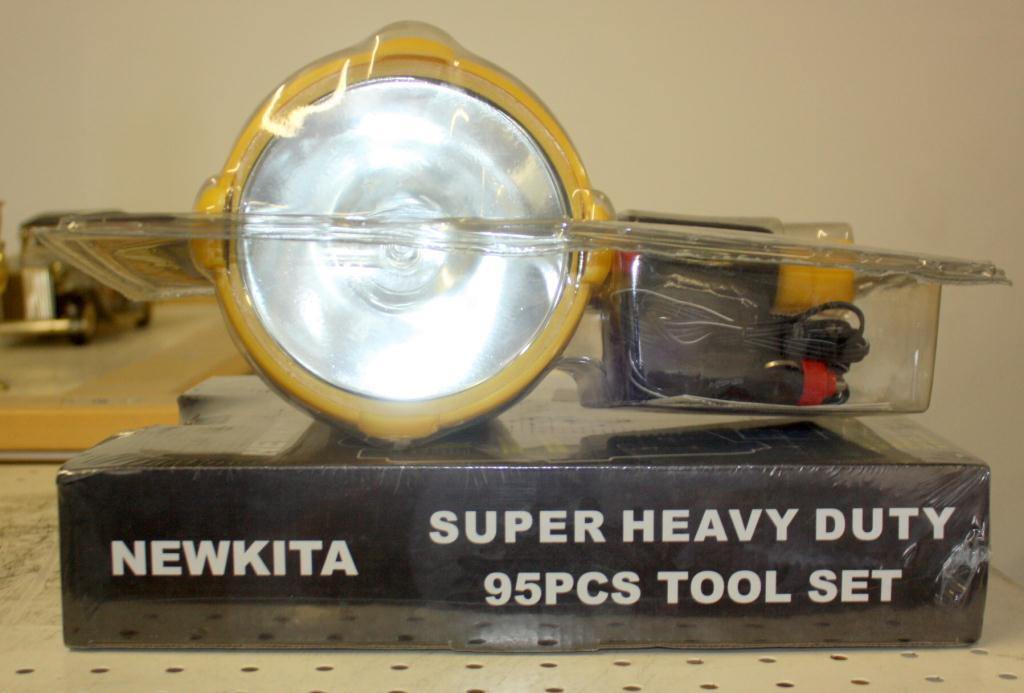 NEWKITA
SUPER HEAVY DUTY
95PCS TOOL SET